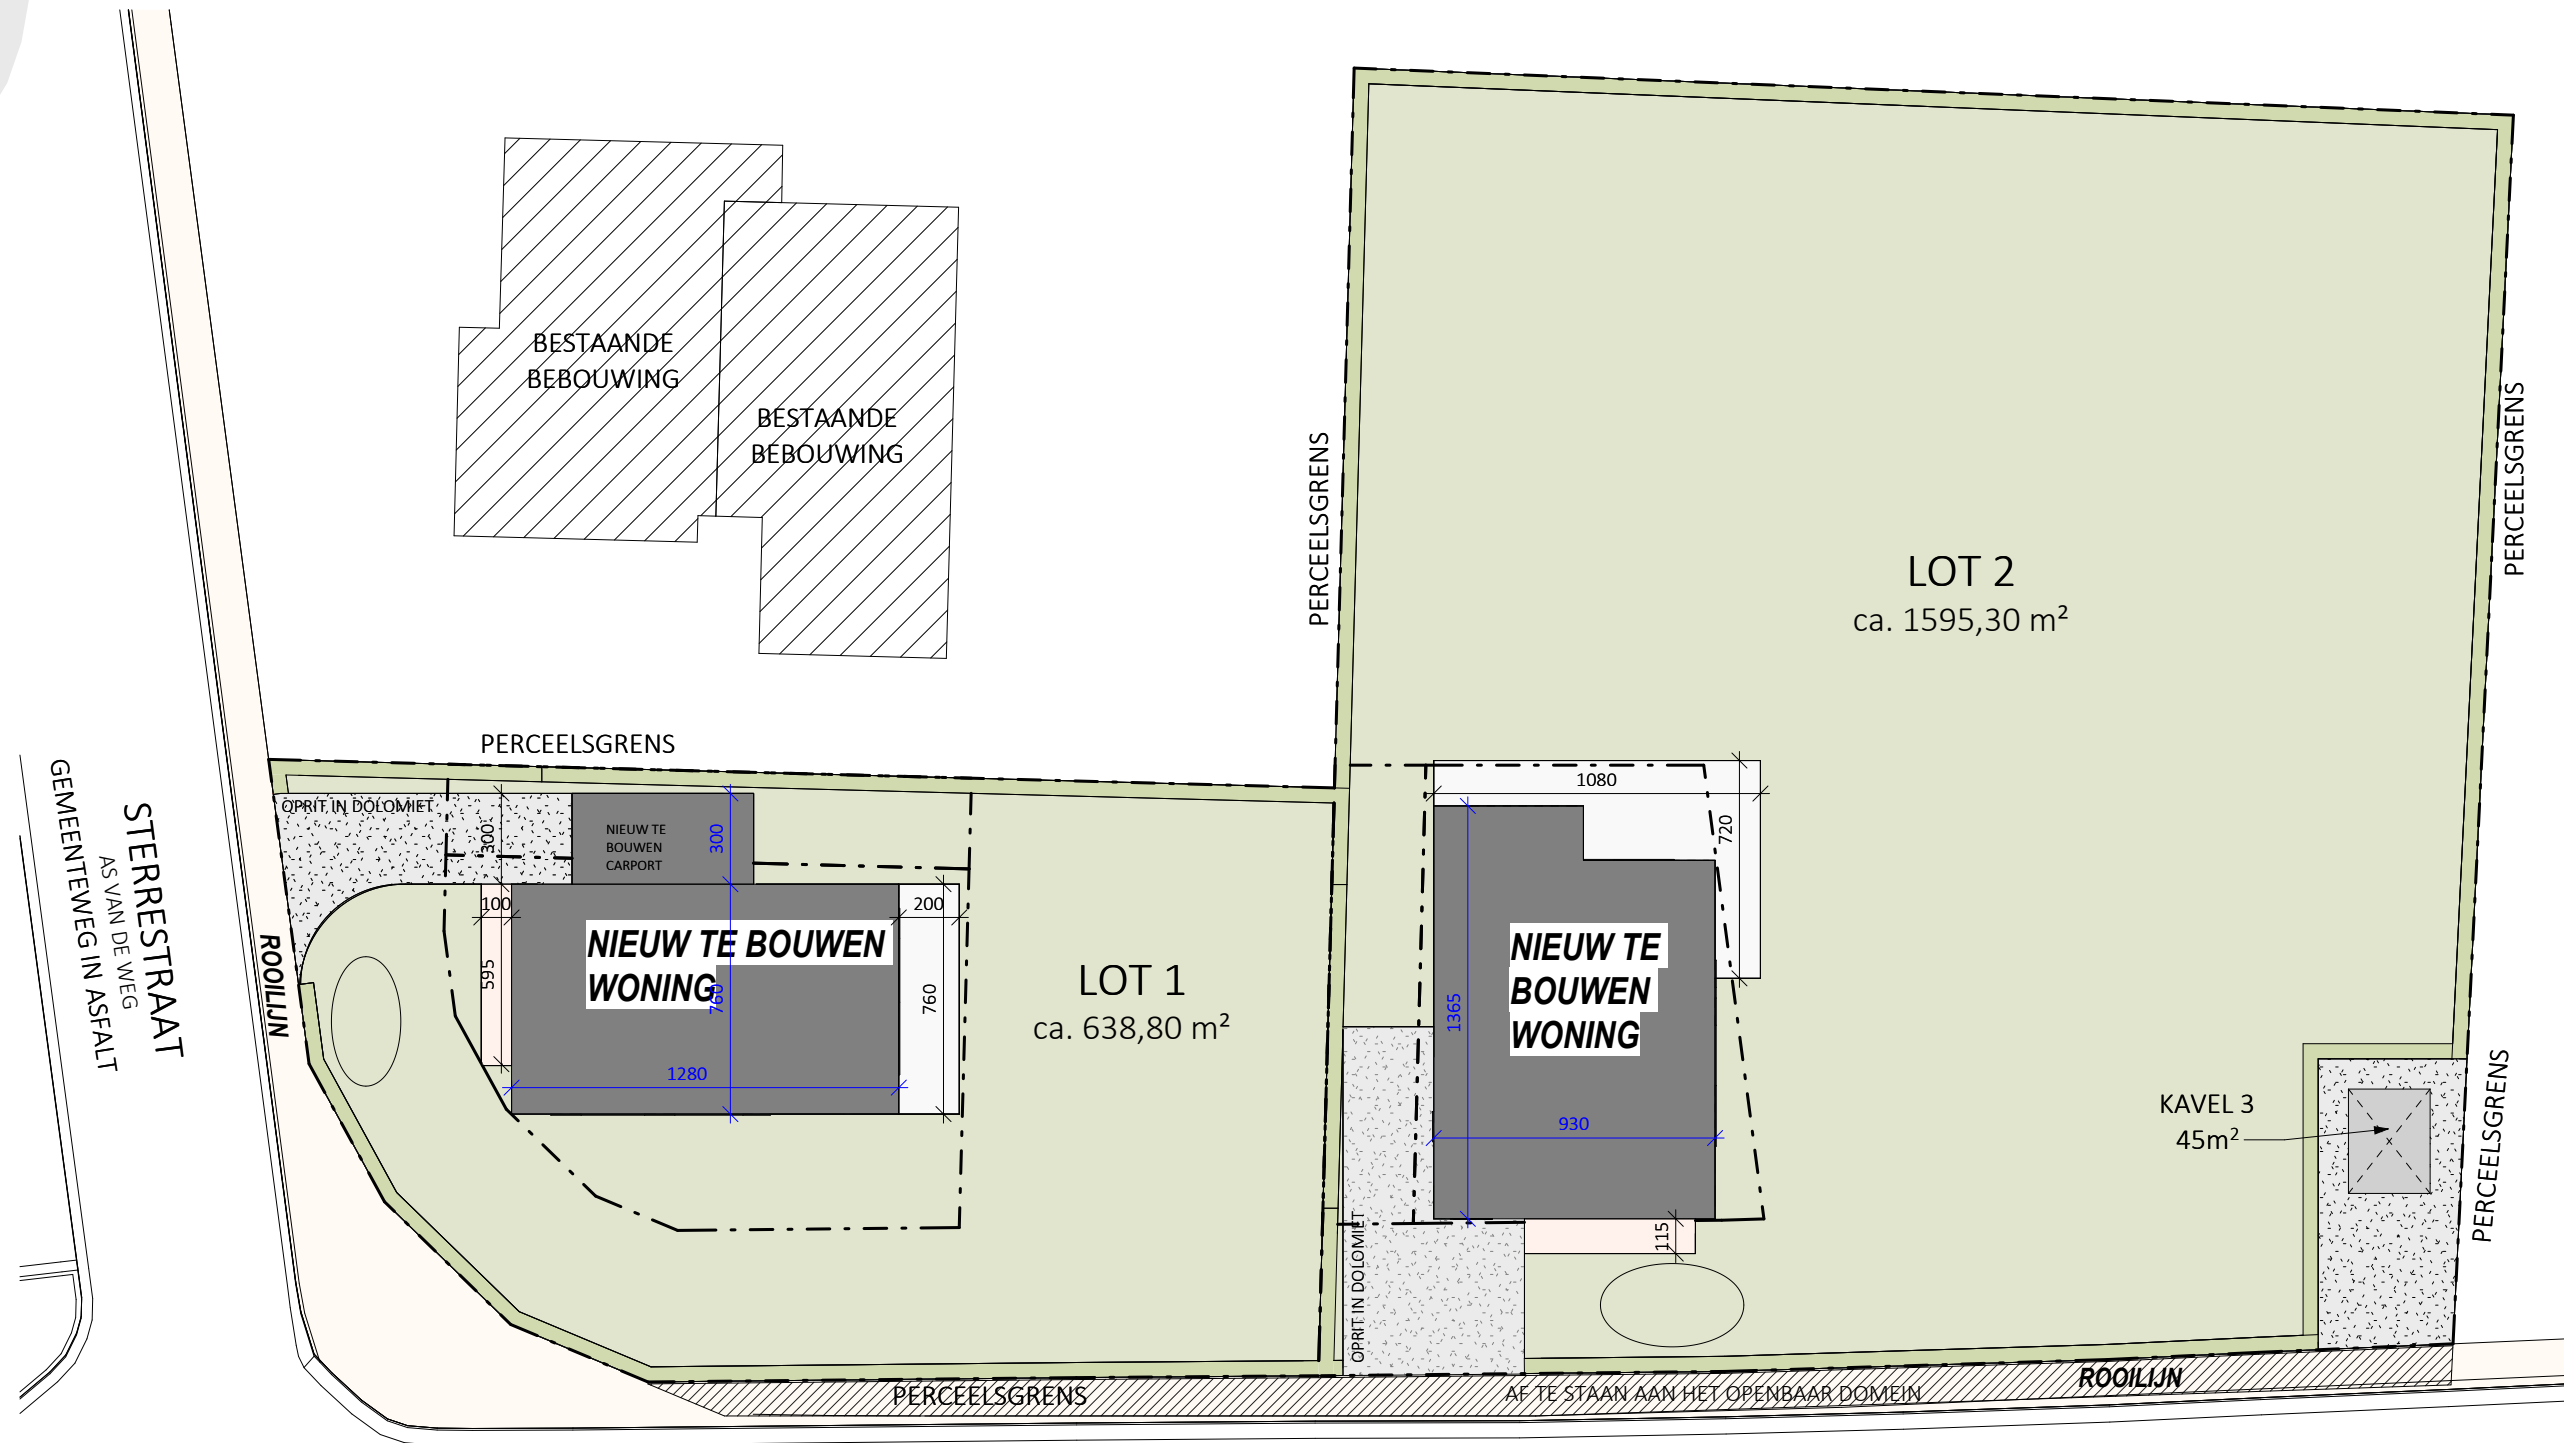 BESTAANDE
BEBOUWING
BESTAANDE
BEBOUWING
PERCEELSGRENS
PERCEELSGRENS
LOT 2
ca. 1595,30 m²
PERCEELSGRENS
STERRESTRAAT
AS VAN DE WEG
GEMEENTEWEG IN ASFALT
ROOILIJN
OPRIT IN DOLOMIET
300
NIEUW TE
BOUWEN
CARPORT
300
100
200
595
NIEUW TE BOUWEN
WONING
760
760
1280
LOT 1
ca. 638,80 m²
1080
720
1365
NIEUW TE
BOUWEN
WONING
930
115
OPRIT IN DOLOMIET
KAVEL 3
45m²
PERCEELSGRENS
PERCEELSGRENS
AF TE STAAN AAN HET OPENBAAR DOMEIN
ROOILIJN